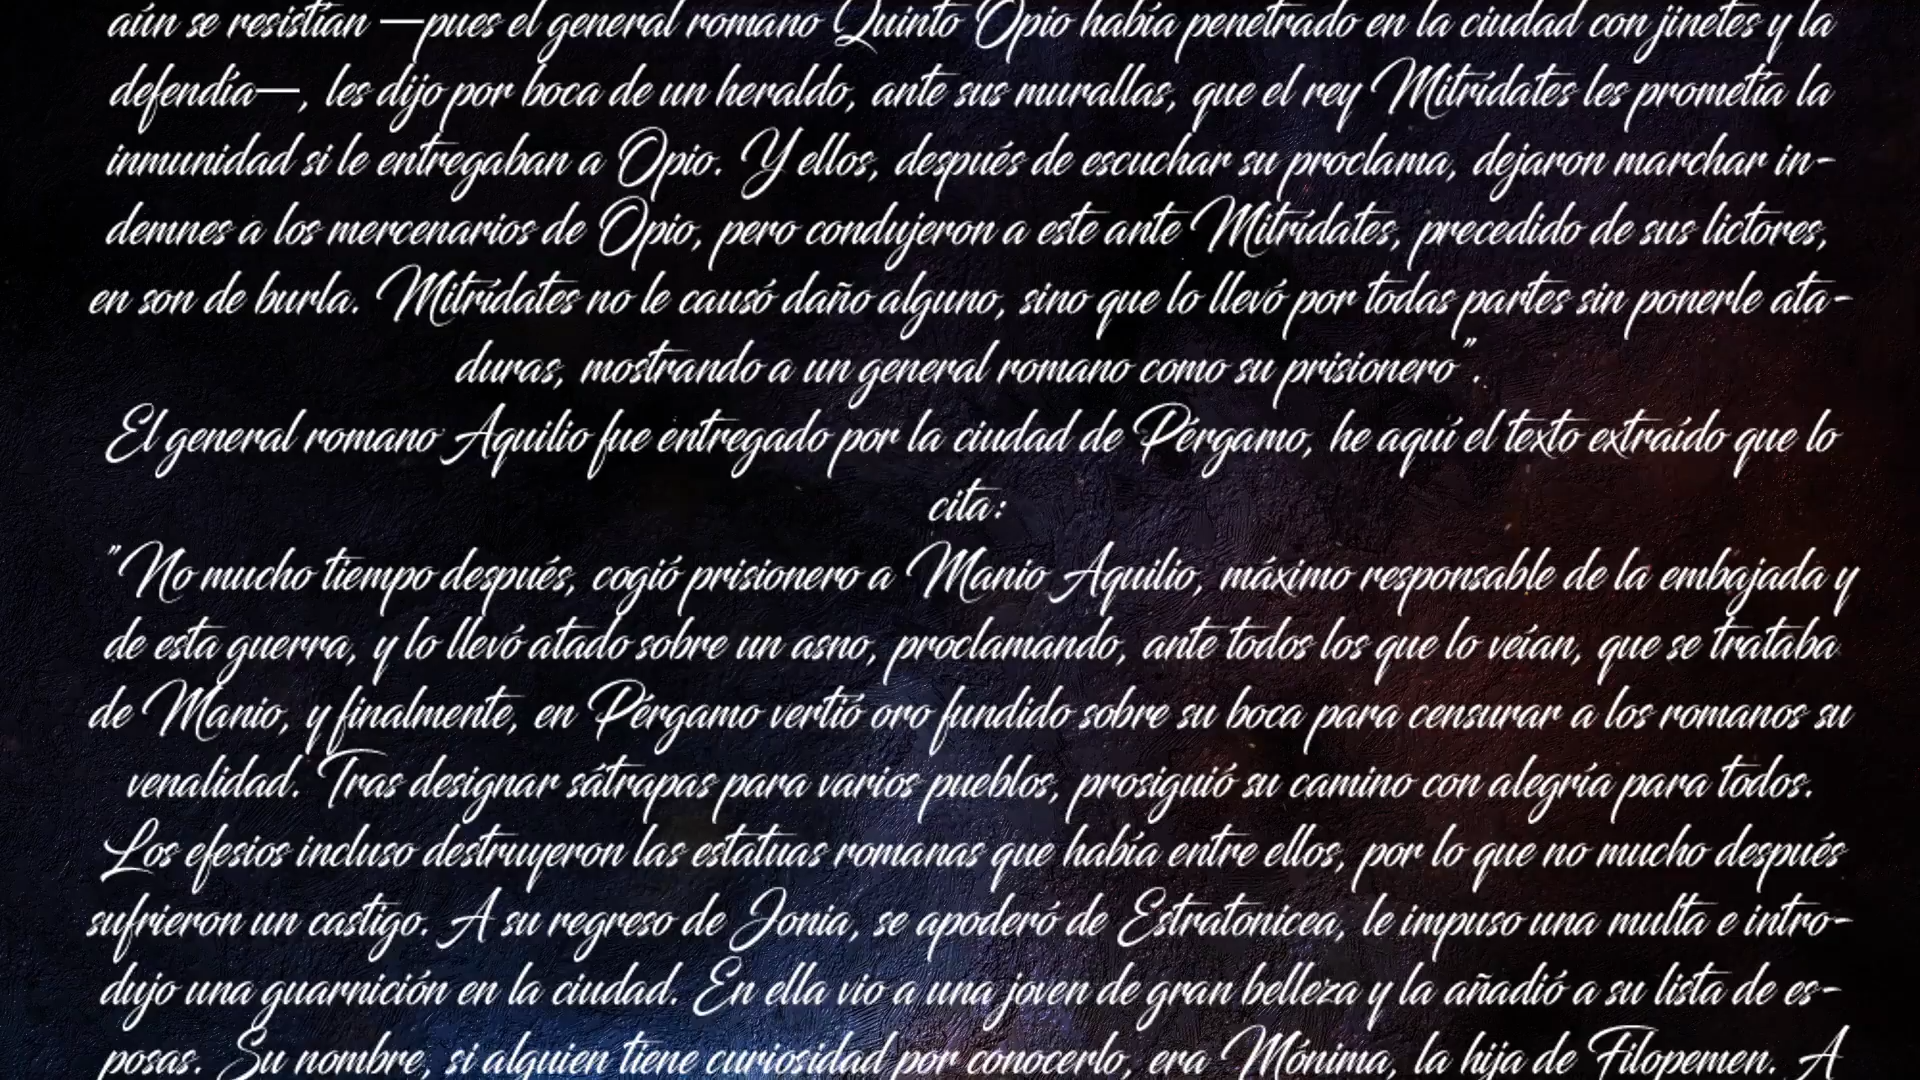 aún se resistían —pues el general romano Quinto Opio había penetrado en la ciudad con jinetes y la
defendía—, les dijo por boca de un heraldo, ante sus murallas, que el rey Mitrídates les prometía la
inmunidad si le entregaban a Opio. Y ellos, después de escuchar su proclama, dejaron marchar in-
demnes a los mercenarios de Opio, pero condujeron a este ante Mitrídates, precedido de sus lictores,
en son de burla. Mitrídates no le causó daño alguno, sino que lo llevó por todas partes sin ponerle ata-
duras, mostrando a un general romano como su prisionero".
El general romano Aquilio fue entregado por la ciudad de Pérgamo, he aquí el texto extraído que lo
cita:
"No mucho tiempo después, cogió prisionero a Manio Aquilio, máximo responsable de la embajada y
de esta guerra, y lo llevó atado sobre un asno, proclamando, ante todos los que lo veían, que se trataba
de Manio, y finalmente, en Pérgamo vertió oro fundido sobre su boca para censurar a los romanos su
venalidad. Tras designar sátrapas para varios pueblos, prosiguió su camino con alegría para todos.
Los efesios incluso destruyeron las estatuas romanas que había entre ellos, por lo que no mucho después
sufrieron un castigo. A su regreso de Jonia, se apoderó de Estratonicea, le impuso una multa e intro-
dujo una guarnición en la ciudad. En ella vio a una joven de gran belleza y la añadió a su lista de es-
posas. Su nombre, si alguien tiene curiosidad por conocerlo, era Mónima, la hija de Filopemen. A